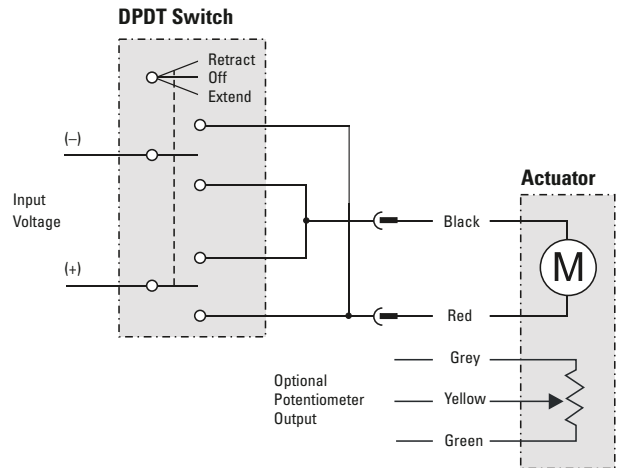 DPDT Switch
Retract
Off
Extend
(–)
Input
Voltage
(+)
Actuator
Black
M
Red
Grey
Optional
Potentiometer
Output
Yellow
Green